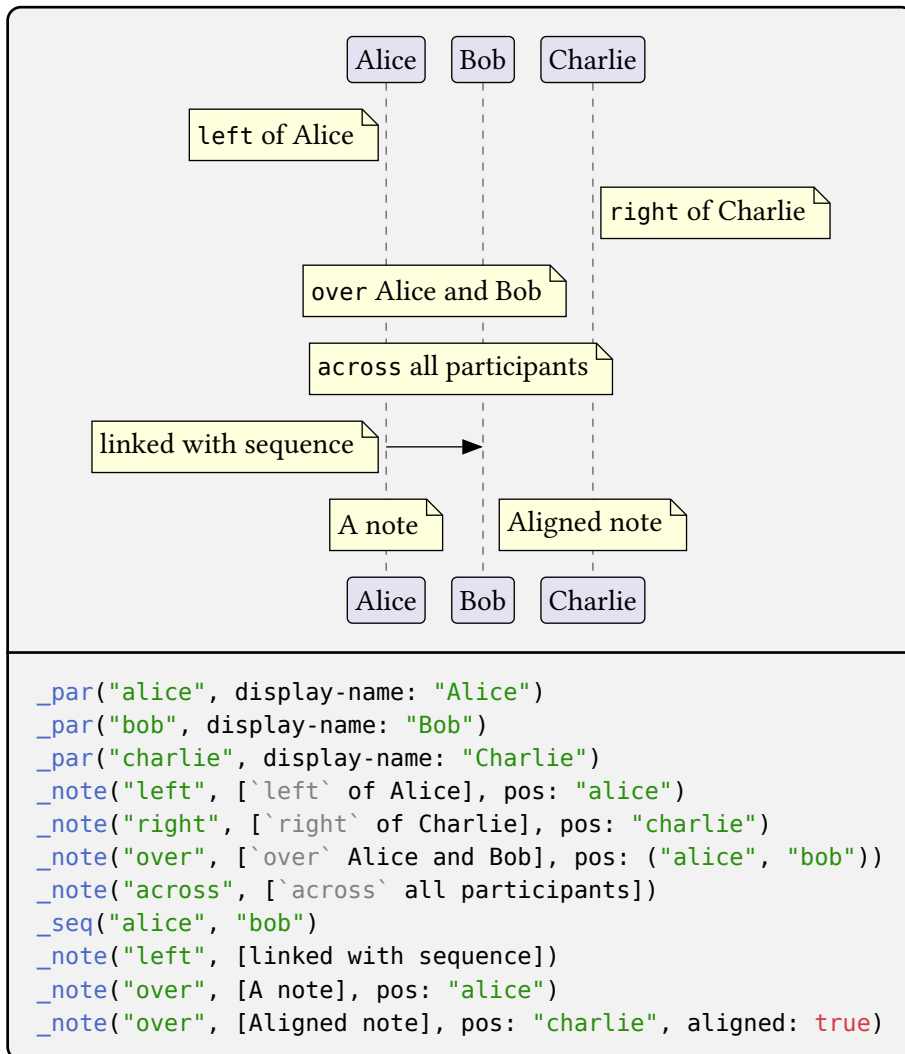 Alice Bob Charlie
left of Alice
right of Charlie
over Alice and Bob
across all participants
linked with sequence
A note Aligned note
Alice Bob Charlie
_par("alice", display-name: "Alice")
_par("bob", display-name: "Bob")
_par("charlie", display-name: "Charlie")
_note("left", [`left` of Alice], pos: "alice")
_note("right", [`right` of Charlie], pos: "charlie")
_note("over", [`over` Alice and Bob], pos: ("alice", "bob"))
_note("across", [`across` all participants])
_seq("alice", "bob")
_note("left", [linked with sequence])
_note("over", [A note], pos: "alice")
_note("over", [Aligned note], pos: "charlie", aligned: true)